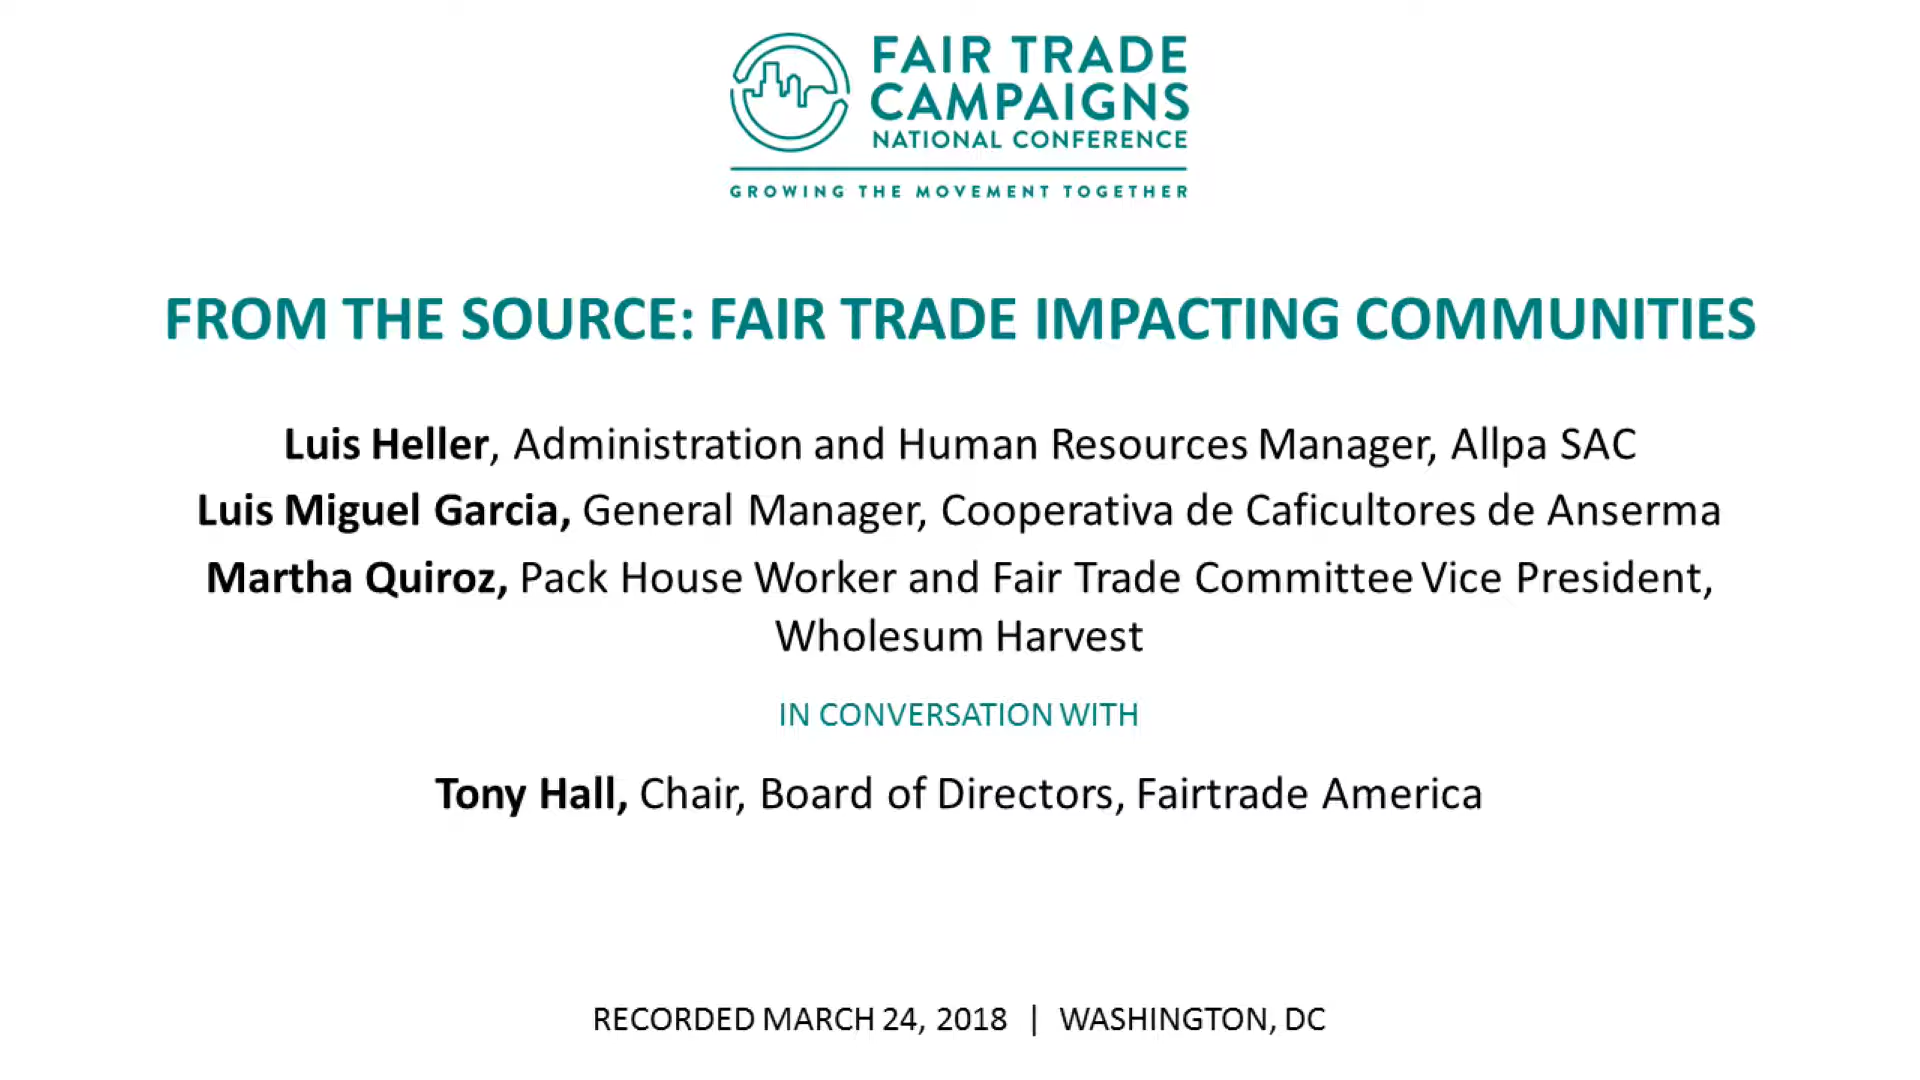 FAIR TRADE
CAMPAIGNS
NATIONAL CONFERENCE
GROWING THE MOVEMENT TOGETHER
FROM THE SOURCE: FAIR TRADE IMPACTING COMMUNITIES
Luis Heller, Administration and Human Resources Manager, Allpa SAC
Luis Miguel Garcia, General Manager, Cooperativa de Caficultores de Anserma
Martha Quiroz, Pack House Worker and Fair Trade Committee Vice President,
Wholesum Harvest
IN CONVERSATION WITH
Tony Hall, Chair, Board of Directors, Fairtrade America
RECORDED MARCH 24, 2018 | WASHINGTON, DC